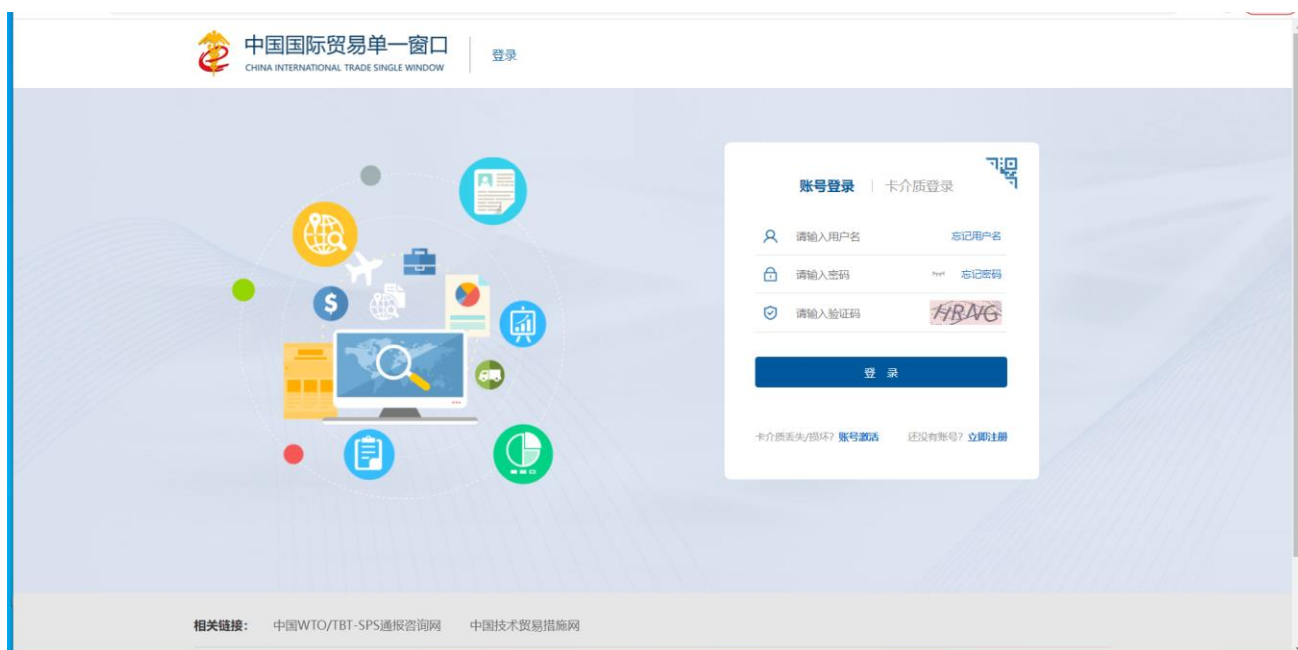 中国国际贸易单一窗口
CHINA INTERNATIONAL TRADE SINGLE WINDOW
登录
账号登录
卡介质登录
请输入用户名 忘记用户名
请输入密码 忘记密码
请输入验证码 HRNG
登 录
卡介质丢失/损坏? 账号激活 还没有账号? 立即注册
相关链接: 中国WTO/TBT-SPS通报咨询网 中国技术贸易措施网